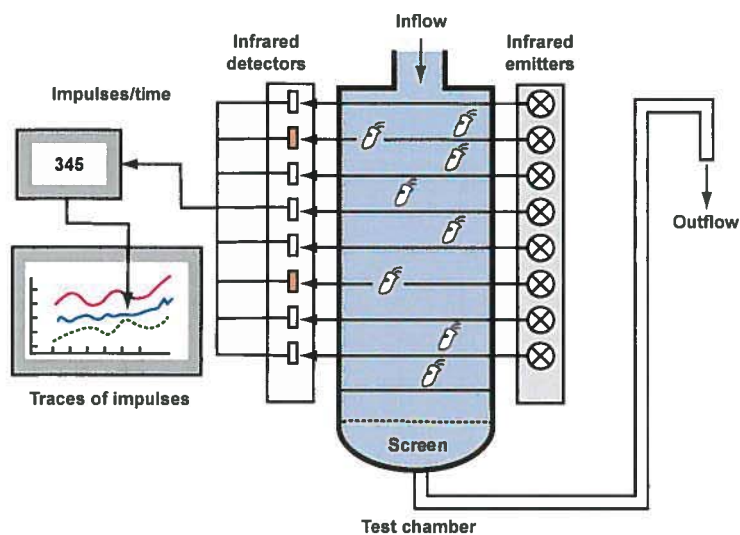 Inflow
Infrared
detectors
Infrared
emitters
Impulses/time
345
Outflow
Traces of impulses
Screen
Test chamber